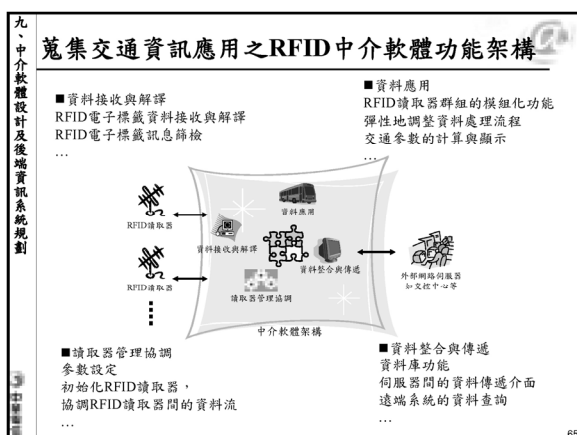 九、中介軟體設計及後端資訊系統規劃
蒐集交通資訊應用之RFID中介軟體功能架構
■資料接收與解譯
RFID電子標籤資料接收與解譯
RFID電子標籤訊息篩檢
…
■資料應用
RFID讀取器群組的模組化功能
彈性地調整資料處理流程
交通參數的計算與顯示
…
RFID讀取器
RFID讀取器
資料應用
資料接收與解譯
資料整合與傳遞
讀取器管理協調
中介軟體架構
外部網路伺服器
如交控中心等
■讀取器管理協調
參數設定
初始化RFID讀取器，
協調RFID讀取器間的資料流
…
■資料整合與傳遞
資料庫功能
伺服器間的資料傳遞介面
遠端系統的資料查詢
…
65